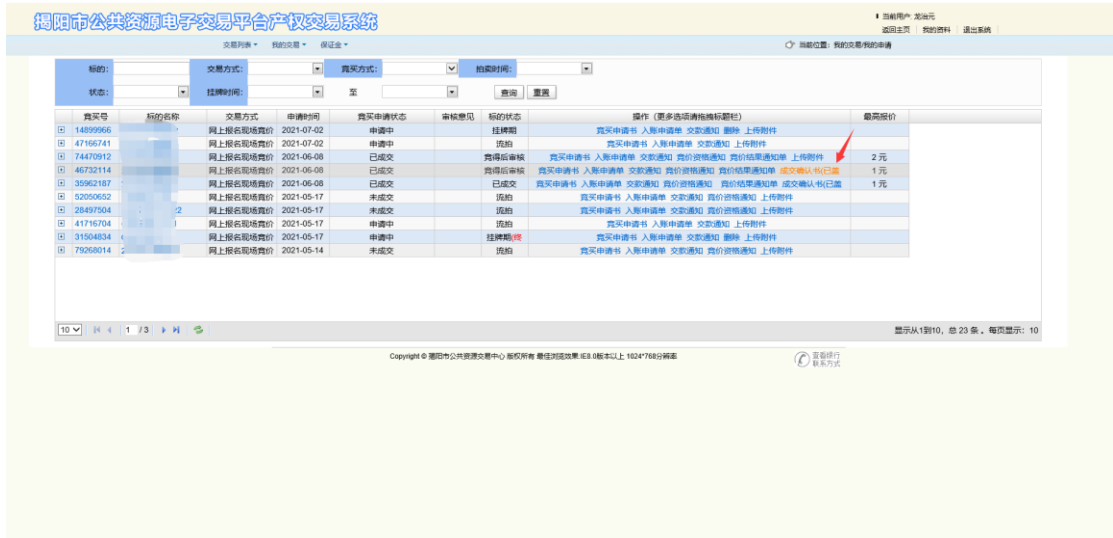 揭阳市公共资源电子交易平台产权交易系统
当前用户: 龙治元
返回主页 我的资料 退出系统
交易列表 我的交易 保证金 当前位置：我的交易/我的申请
标的： 交易方式： 竞买方式： 拍卖时间：
状态： 挂牌时间： 至 查询 重置
竞买号 标的名称 交易方式 申请时间 竞买申请状态 审核意见 标的状态 操作（更多选项请拖拽标题栏） 最高报价
14899966 网上报名现场竞价 2021-07-02 申请中 挂牌期 竞买申请书 入账申请单 交款通知 删除 上传附件
47166741 网上报名现场竞价 2021-07-02 申请中 流拍 竞买申请书 入账申请单 交款通知 上传附件
74470912 网上报名现场竞价 2021-06-08 已成交 竞得后审核 竞买申请书 入账申请单 交款通知 竞价资格通知 竞价结果通知单 上传附件 2元
46732114 网上报名现场竞价 2021-06-08 已成交 竞得后审核 竞买申请书 入账申请单 交款通知 竞价资格通知 竞价结果通知单 成交确认书(已盖 1元
35962187 网上报名现场竞价 2021-06-08 已成交 已成交 竞买申请书 入账申请单 交款通知 竞价资格通知 竞价结果通知单 成交确认书(已盖 1元
52050652 网上报名现场竞价 2021-05-17 未成交 流拍 竞买申请书 入账申请单 交款通知 竞价资格通知 上传附件
28497504 网上报名现场竞价 2021-05-17 未成交 流拍 竞买申请书 入账申请单 交款通知 竞价资格通知 上传附件
41716704 网上报名现场竞价 2021-05-17 申请中 流拍 竞买申请书 入账申请单 交款通知 上传附件
31504834 网上报名现场竞价 2021-05-17 申请中 挂牌期(终 竞买申请书 入账申请单 交款通知 删除 上传附件
79268014 网上报名现场竞价 2021-05-14 未成交 流拍 竞买申请书 入账申请单 交款通知 竞价资格通知 上传附件
10 1 /3 显示从1到10，总 23 条 。每页显示：10
Copyright © 揭阳市公共资源交易中心 版权所有 最佳浏览效果:IE8.0版本以上 1024*768分辨率
查看银行
联系方式